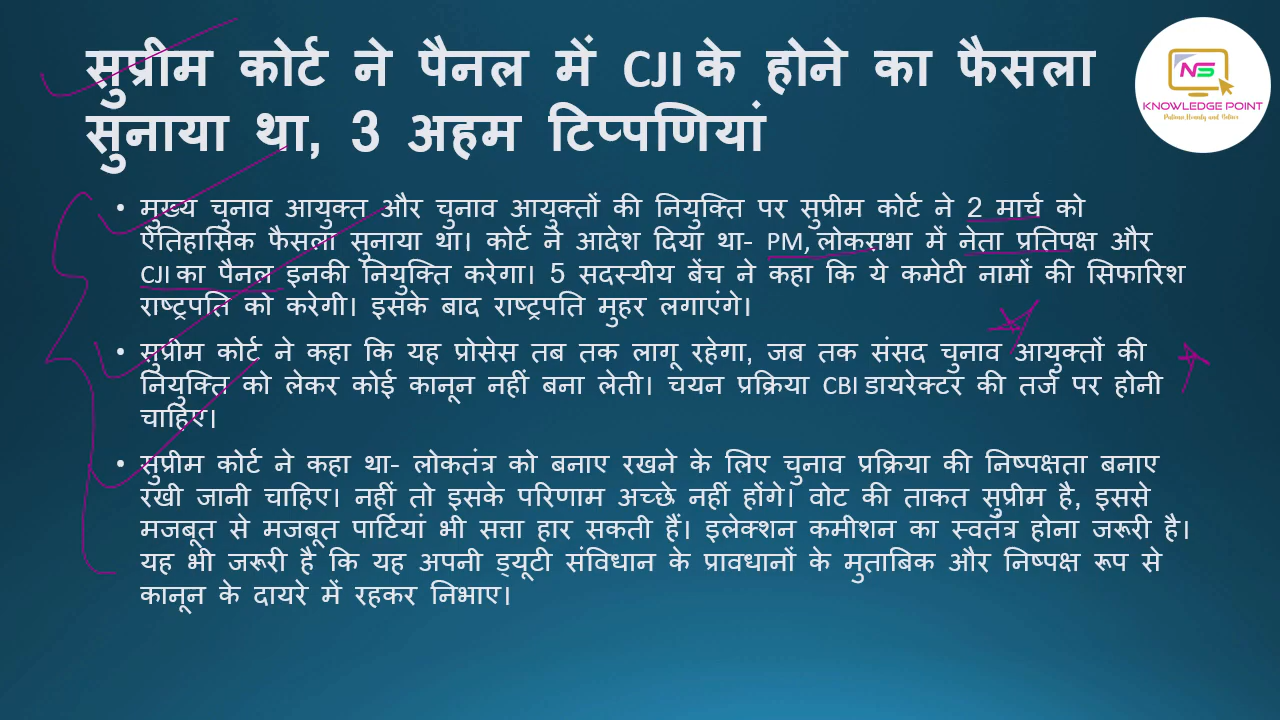 सुप्रीम कोर्ट ने पैनल में CJI के होने का फैसला
सुनाया था, 3 अहम टिप्पणियां
NS
KNOWLEDGE POINT
• मुख्य चुनाव आयुक्त और चुनाव आयुक्तों की नियुक्ति पर सुप्रीम कोर्ट ने 2 मार्च को
ऐतिहासिक फैसला सुनाया था। कोर्ट ने आदेश दिया था- PM, लोकसभा में नेता प्रतिपक्ष और
CJI का पैनल इनकी नियुक्ति करेगा। 5 सदस्यीय बेंच ने कहा कि ये कमेटी नामों की सिफारिश
राष्ट्रपति को करेगी। इसके बाद राष्ट्रपति मुहर लगाएंगे।
• सुप्रीम कोर्ट ने कहा कि यह प्रोसेस तब तक लागू रहेगा, जब तक संसद चुनाव आयुक्तों की
नियुक्ति को लेकर कोई कानून नहीं बना लेती। चयन प्रक्रिया CBI डायरेक्टर की तर्ज पर होनी
चाहिए।
• सुप्रीम कोर्ट ने कहा था- लोकतंत्र को बनाए रखने के लिए चुनाव प्रक्रिया की निष्पक्षता बनाए
रखी जानी चाहिए। नहीं तो इसके परिणाम अच्छे नहीं होंगे। वोट की ताकत सुप्रीम है, इससे
मजबूत से मजबूत पार्टियां भी सत्ता हार सकती हैं। इलेक्शन कमीशन का स्वतंत्र होना जरूरी है।
यह भी जरूरी है कि यह अपनी ड्यूटी संविधान के प्रावधानों के मुताबिक और निष्पक्ष रूप से
कानून के दायरे में रहकर निभाए।